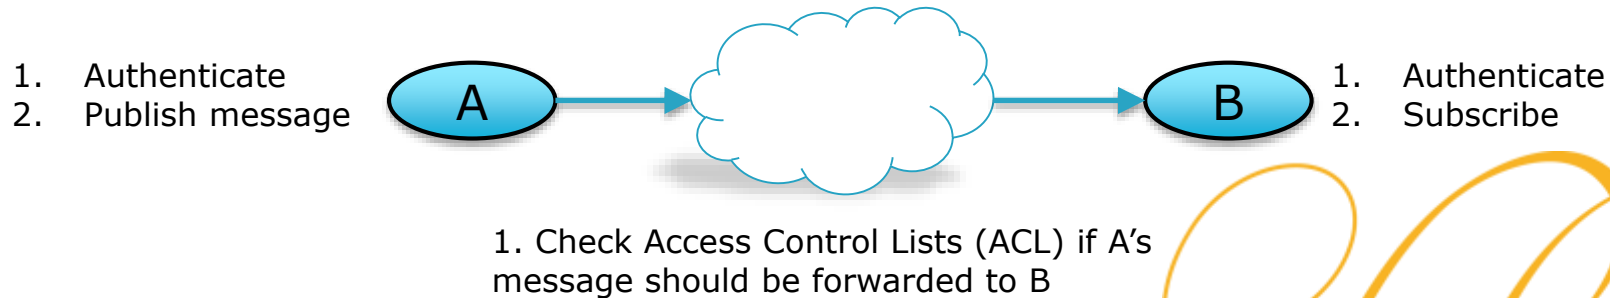 1. Authenticate
2. Publish message
A
B
1. Authenticate
2. Subscribe
1. Check Access Control Lists (ACL) if A’s
message should be forwarded to B